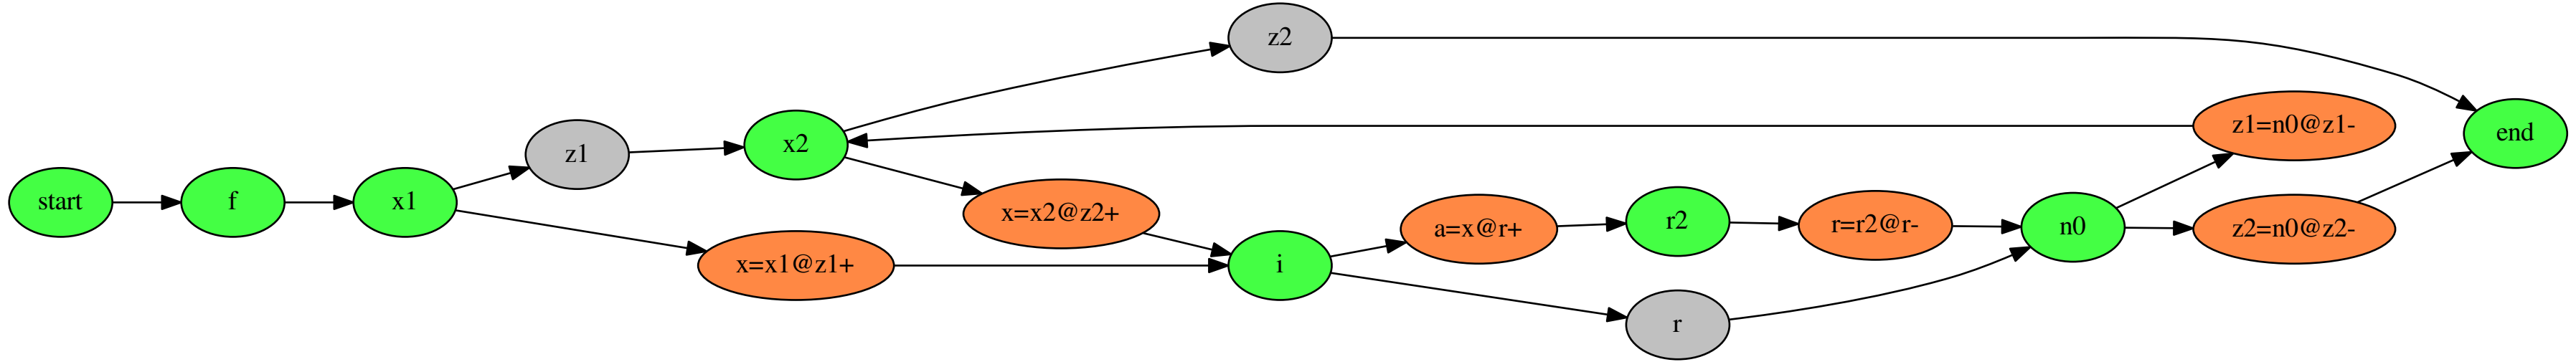 start
f
x1
z1
x=x1@z1+
x2
x=x2@z2+
z2
i
a=x@r+
r2
r
r=r2@r-
n0
z1=n0@z1-
z2=n0@z2-
end